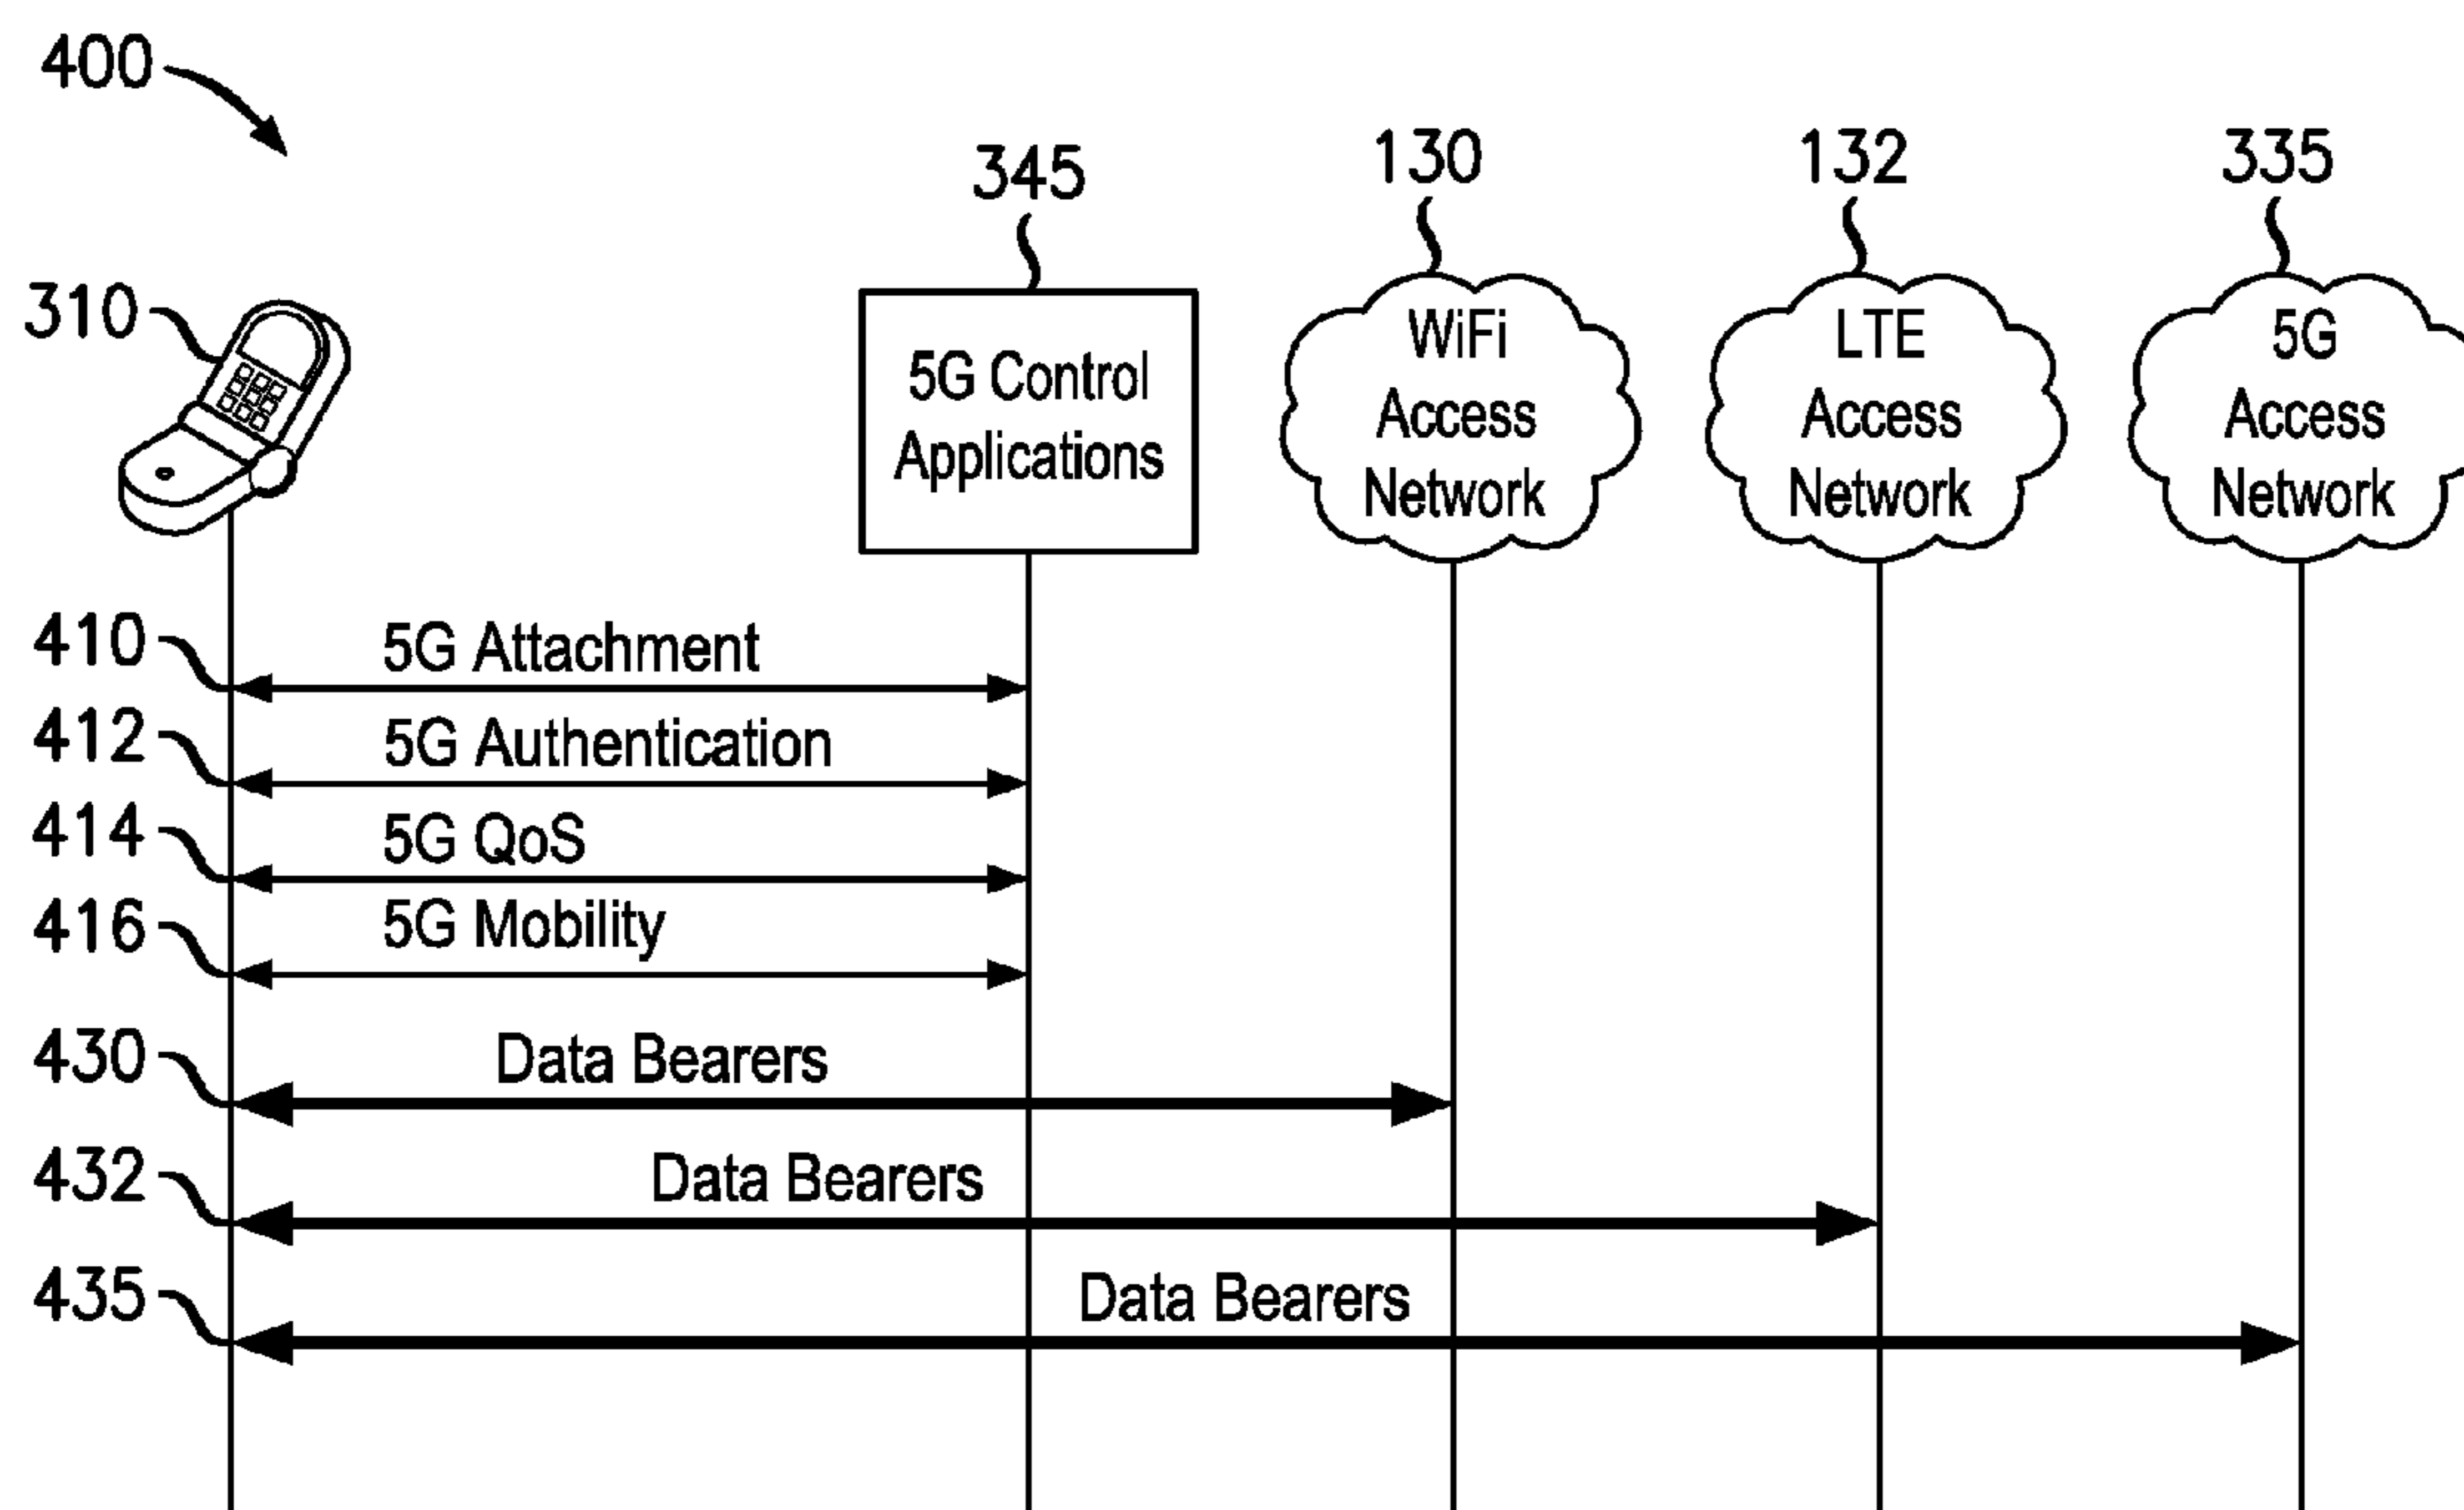 400
345
130
132
335
310
5G Control
Applications
WiFi
Access
Network
LTE
Access
Network
5G
Access
Network
410
5G Attachment
412
5G Authentication
414
5G QoS
416
5G Mobility
430
Data Bearers
432
Data Bearers
435
Data Bearers